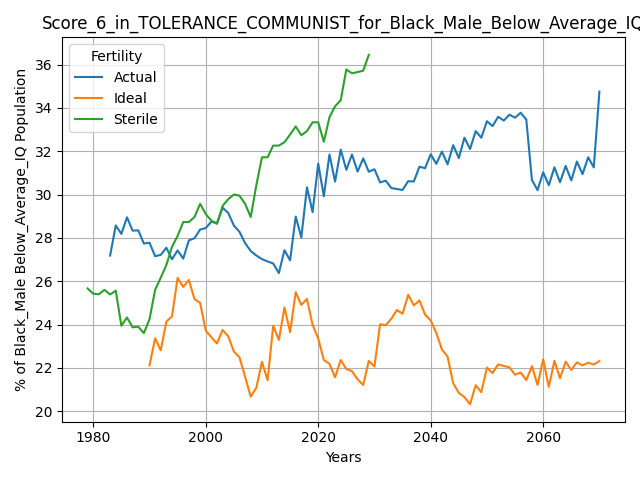 Score_6_in_TOLERANCE_COMMUNIST_for_Black_Male_Below_Average_IQ
Fertility
Actual
Ideal
Sterile
% of Black_Male Below_Average_IQ Population
36
34
32
30
28
26
24
22
20
1980
2000
2020
2040
2060
Years